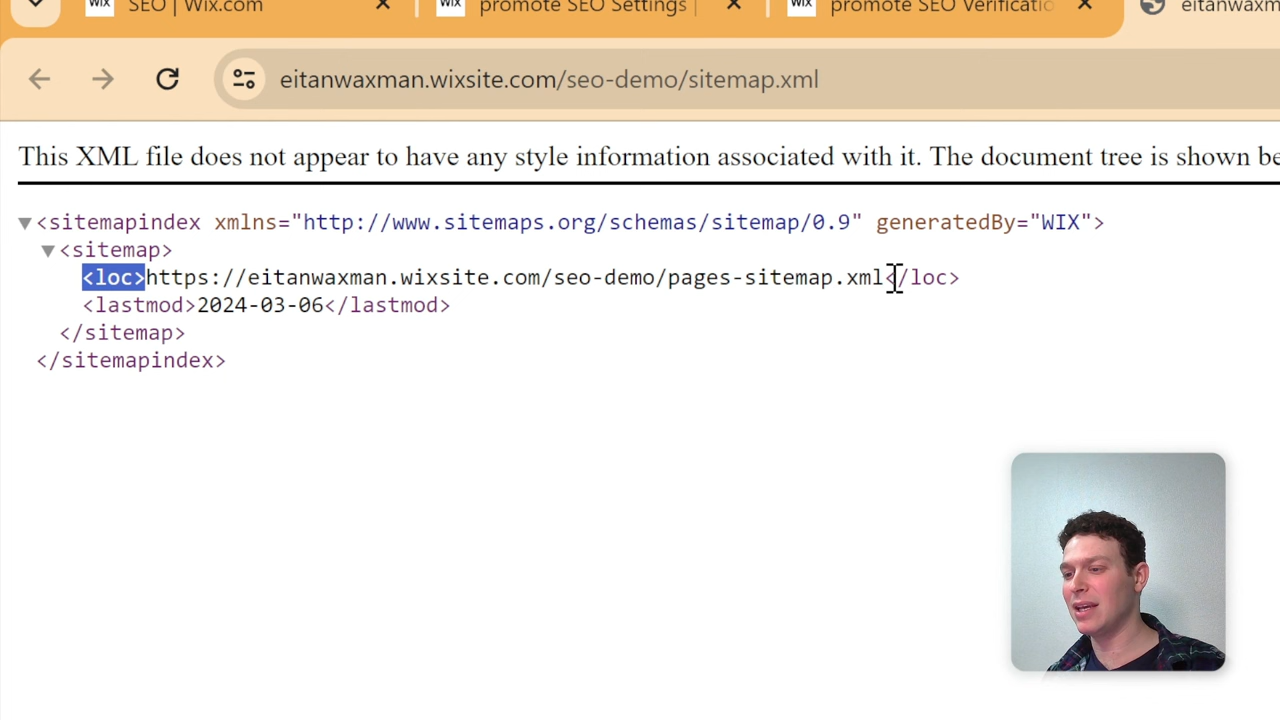 WIX SEO | Wix.com WIX promote SEO Settings | WIX promote SEO Verificatio eitanwaxm
eitanwaxman.wixsite.com/seo-demo/sitemap.xml
This XML file does not appear to have any style information associated with it. The document tree is shown be
▼<sitemapindex xmlns="http://www.sitemaps.org/schemas/sitemap/0.9" generatedBy="WIX">
▼<sitemap>
<loc>https://eitanwaxman.wixsite.com/seo-demo/pages-sitemap.xml</loc>
<lastmod>2024-03-06</lastmod>
</sitemap>
</sitemapindex>